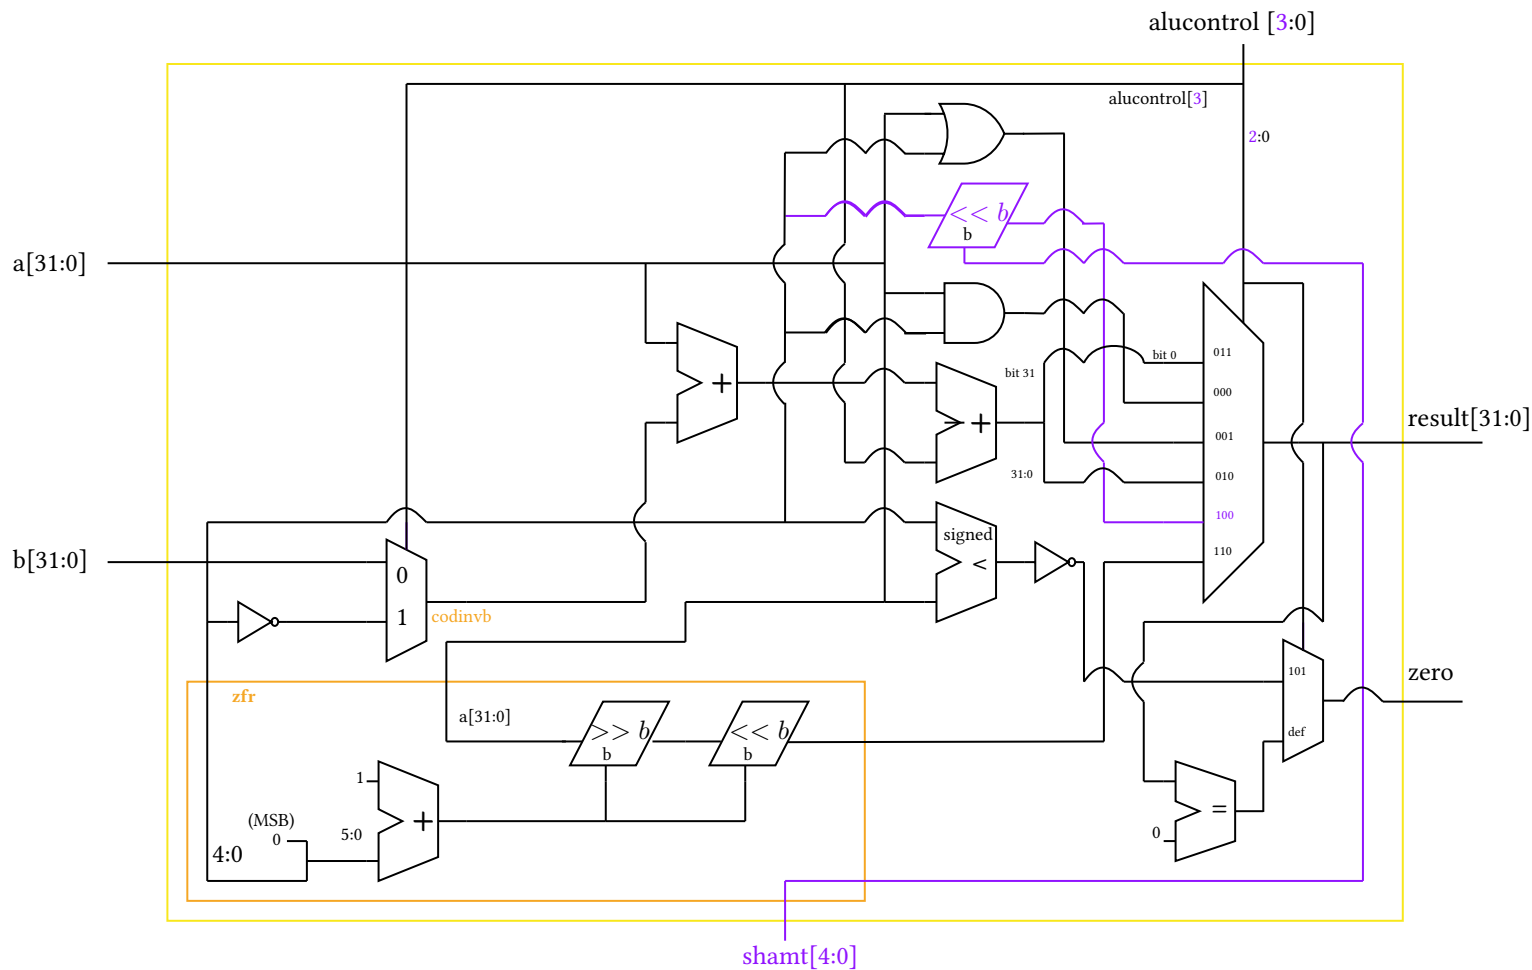 alucontrol [3:0]
alucontrol[3]
2:0
<< b
b
a[31:0]
bit 0
011
bit 31
+
000
+
result[31:0]
001
31:0
010
100
signed
<
110
b[31:0]
0
1
codinvb
zfr
101
zero
a[31:0]
>> b
<< b
b
b
def
1
+
=
(MSB)
0
5:0
0
4:0
shamt[4:0]